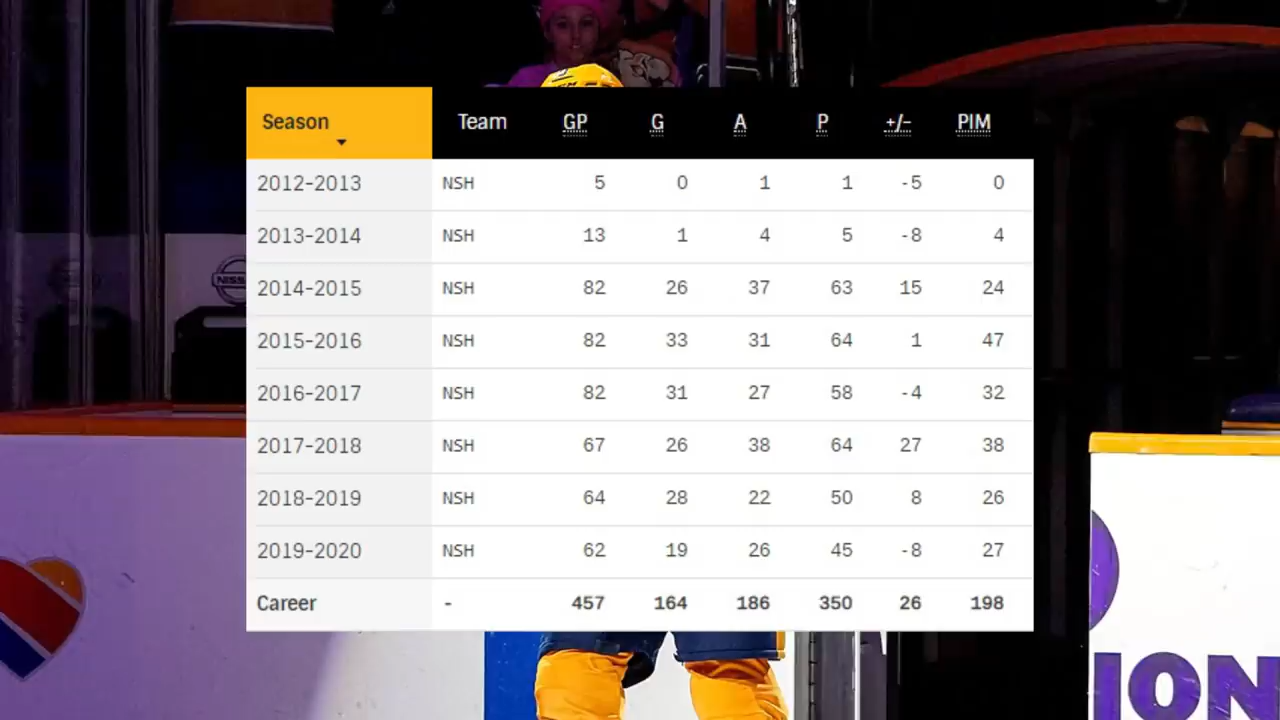 Season Team GP G A P +/- PIM
2012-2013 NSH 5 0 1 1 -5 0
2013-2014 NSH 13 1 4 5 -8 4
2014-2015 NSH 82 26 37 63 15 24
2015-2016 NSH 82 33 31 64 1 47
2016-2017 NSH 82 31 27 58 -4 32
2017-2018 NSH 67 26 38 64 27 38
2018-2019 NSH 64 28 22 50 8 26
2019-2020 NSH 62 19 26 45 -8 27
Career - 457 164 186 350 26 198
NISS
ION